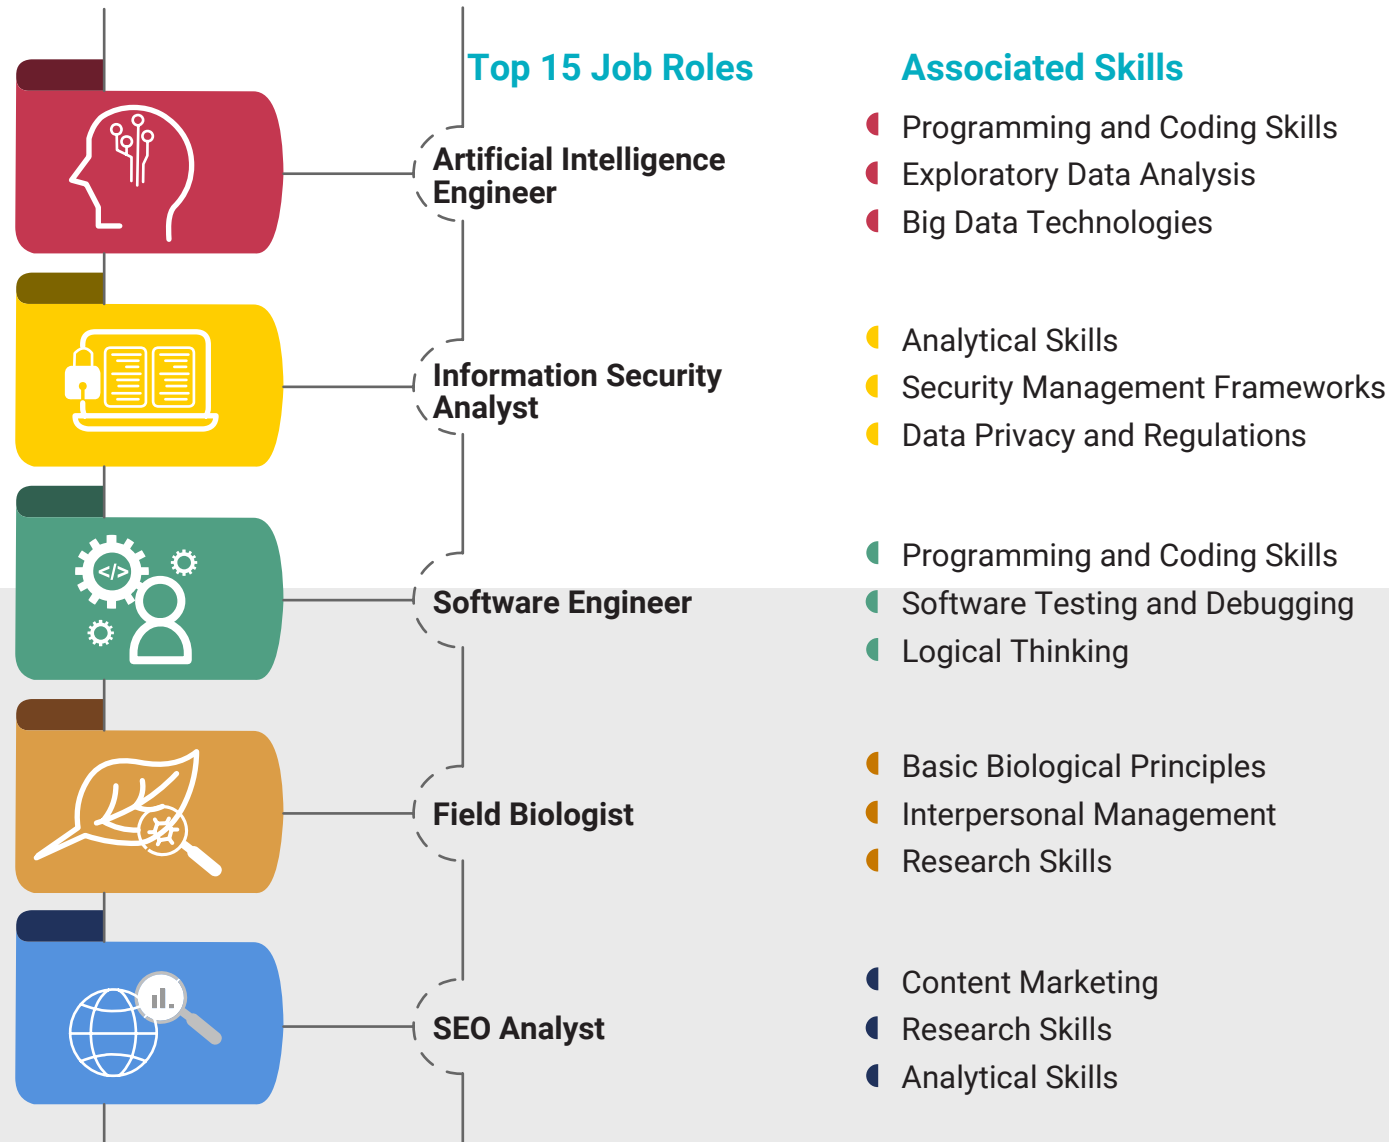 Top 15 Job Roles
Associated Skills
Artificial Intelligence
Engineer
Programming and Coding Skills
Exploratory Data Analysis
Big Data Technologies
Information Security
Analyst
Analytical Skills
Security Management Frameworks
Data Privacy and Regulations
</>
Software Engineer
Programming and Coding Skills
Software Testing and Debugging
Logical Thinking
Field Biologist
Basic Biological Principles
Interpersonal Management
Research Skills
SEO Analyst
Content Marketing
Research Skills
Analytical Skills